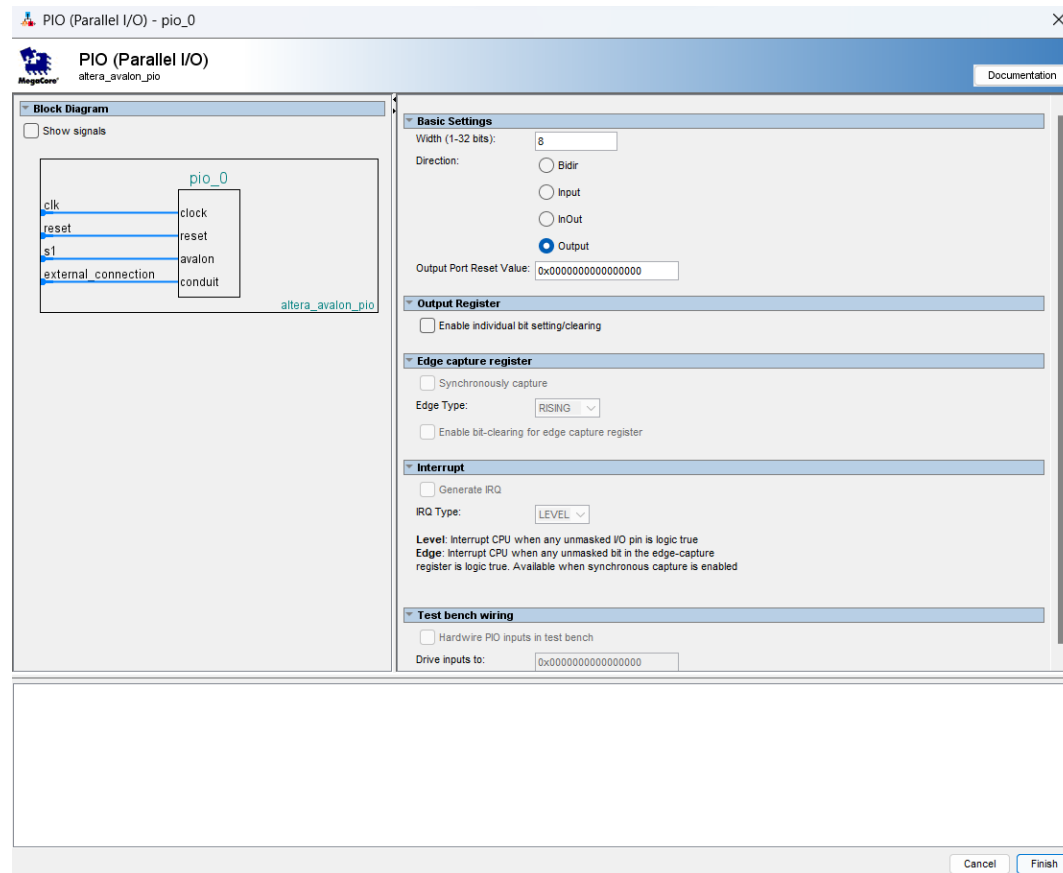 PIO (Parallel I/O) - pio_0
MegaCore'
PIO (Parallel I/O)
altera_avalon_pio
Documentation
Block Diagram
Show signals
pio_0
clk
clock
reset
reset
s1
avalon
external_connection
conduit
altera_avalon_pio
Basic Settings
Width (1-32 bits): 8
Direction: Bidir
Input
InOut
Output
Output Port Reset Value: 0x0000000000000000
Output Register
Enable individual bit setting/clearing
Edge capture register
Synchronously capture
Edge Type: RISING
Enable bit-clearing for edge capture register
Interrupt
Generate IRQ
IRQ Type: LEVEL
Level: Interrupt CPU when any unmasked I/O pin is logic true
Edge: Interrupt CPU when any unmasked bit in the edge-capture
register is logic true. Available when synchronous capture is enabled
Test bench wiring
Hardwire PIO inputs in test bench
Drive inputs to: 0x0000000000000000
Cancel Finish